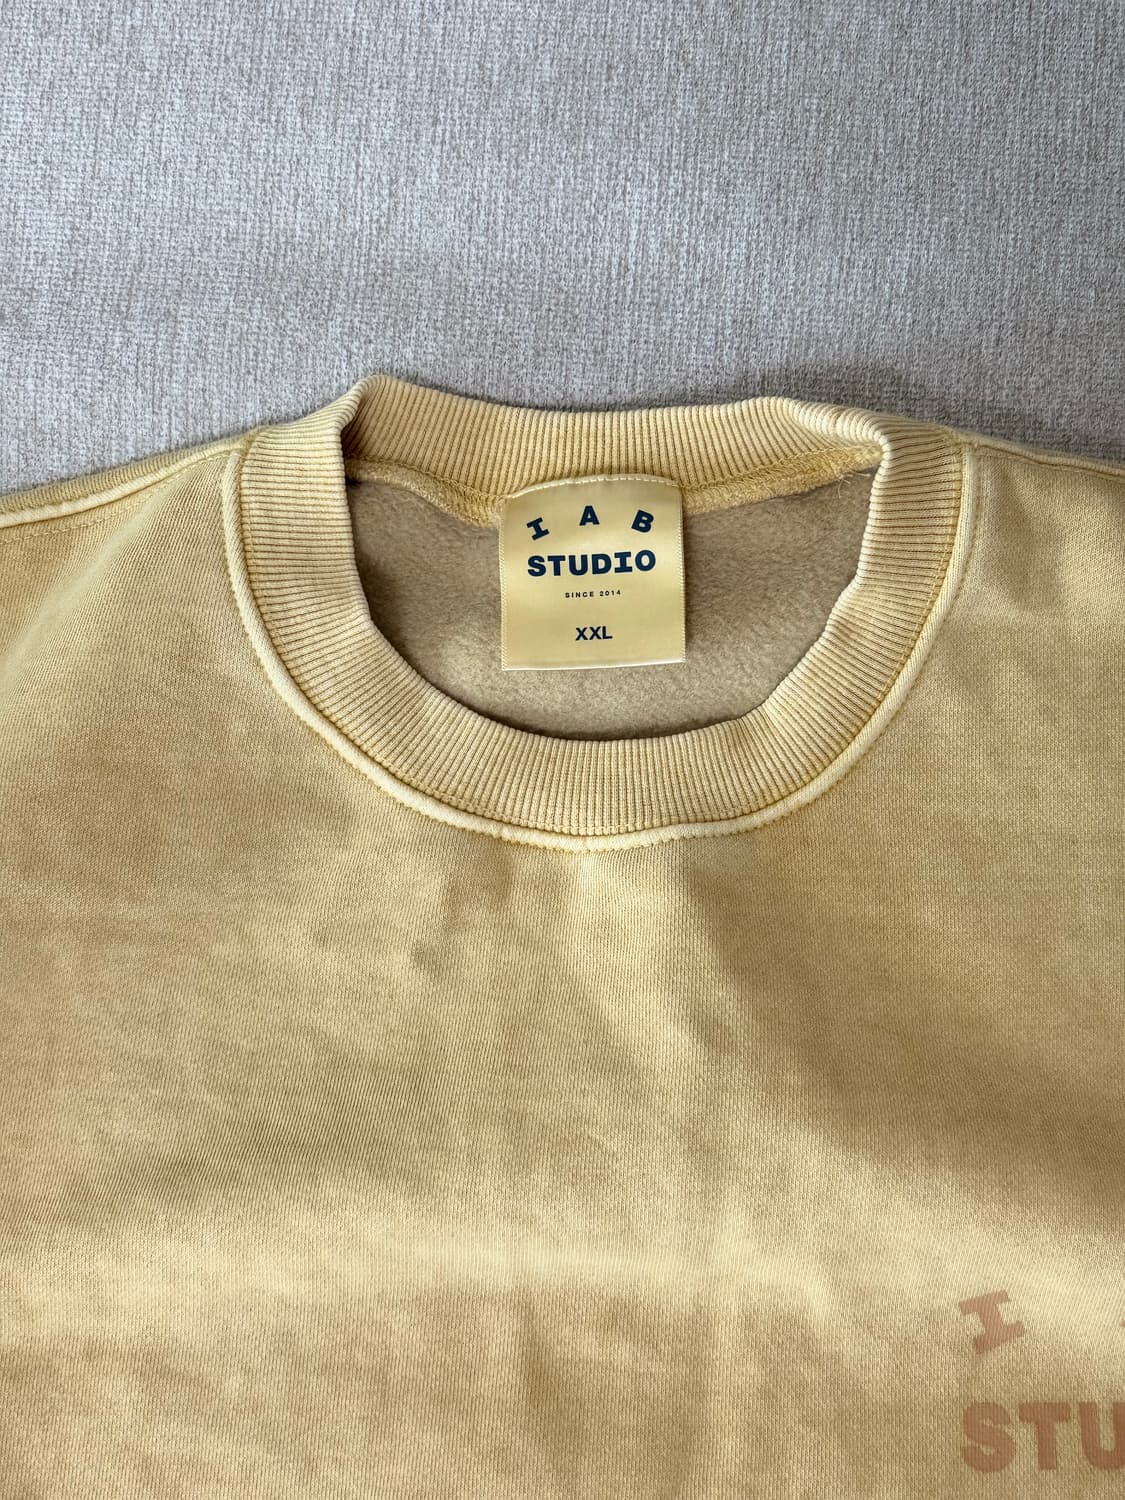 I A B
STUDIO
SINCE 2014
XXL
I
STU